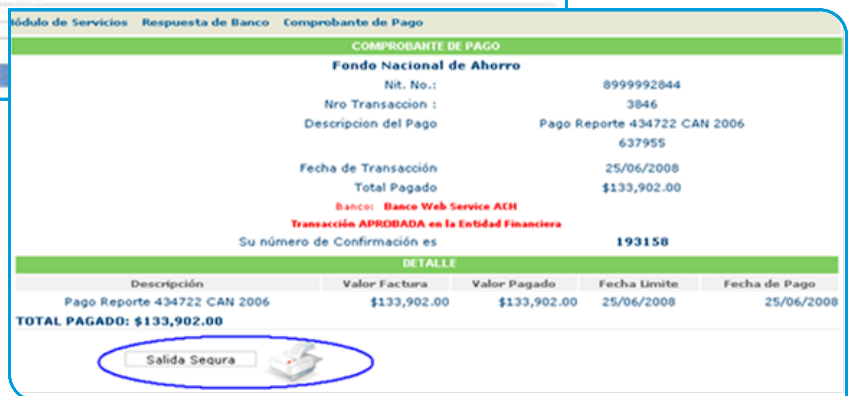 ódulo de Servicios Respuesta de Banco Comprobante de Pago
COMPROBANTE DE PAGO
Fondo Nacional de Ahorro
Nit. No.: 8999992844
Nro Transaccion : 3846
Descripcion del Pago Pago Reporte 434722 CAN 2006
637955
Fecha de Transacción 25/06/2008
Total Pagado $133,902.00
Banco: Banco Web Service ACH
Transacción APROBADA en la Entidad Financiera
Su número de Confirmación es 193158
DETALLE
Descripción Valor Factura Valor Pagado Fecha Limite Fecha de Pago
Pago Reporte 434722 CAN 2006 $133,902.00 $133,902.00 25/06/2008 25/06/2008
TOTAL PAGADO: $133,902.00
Salida Segura